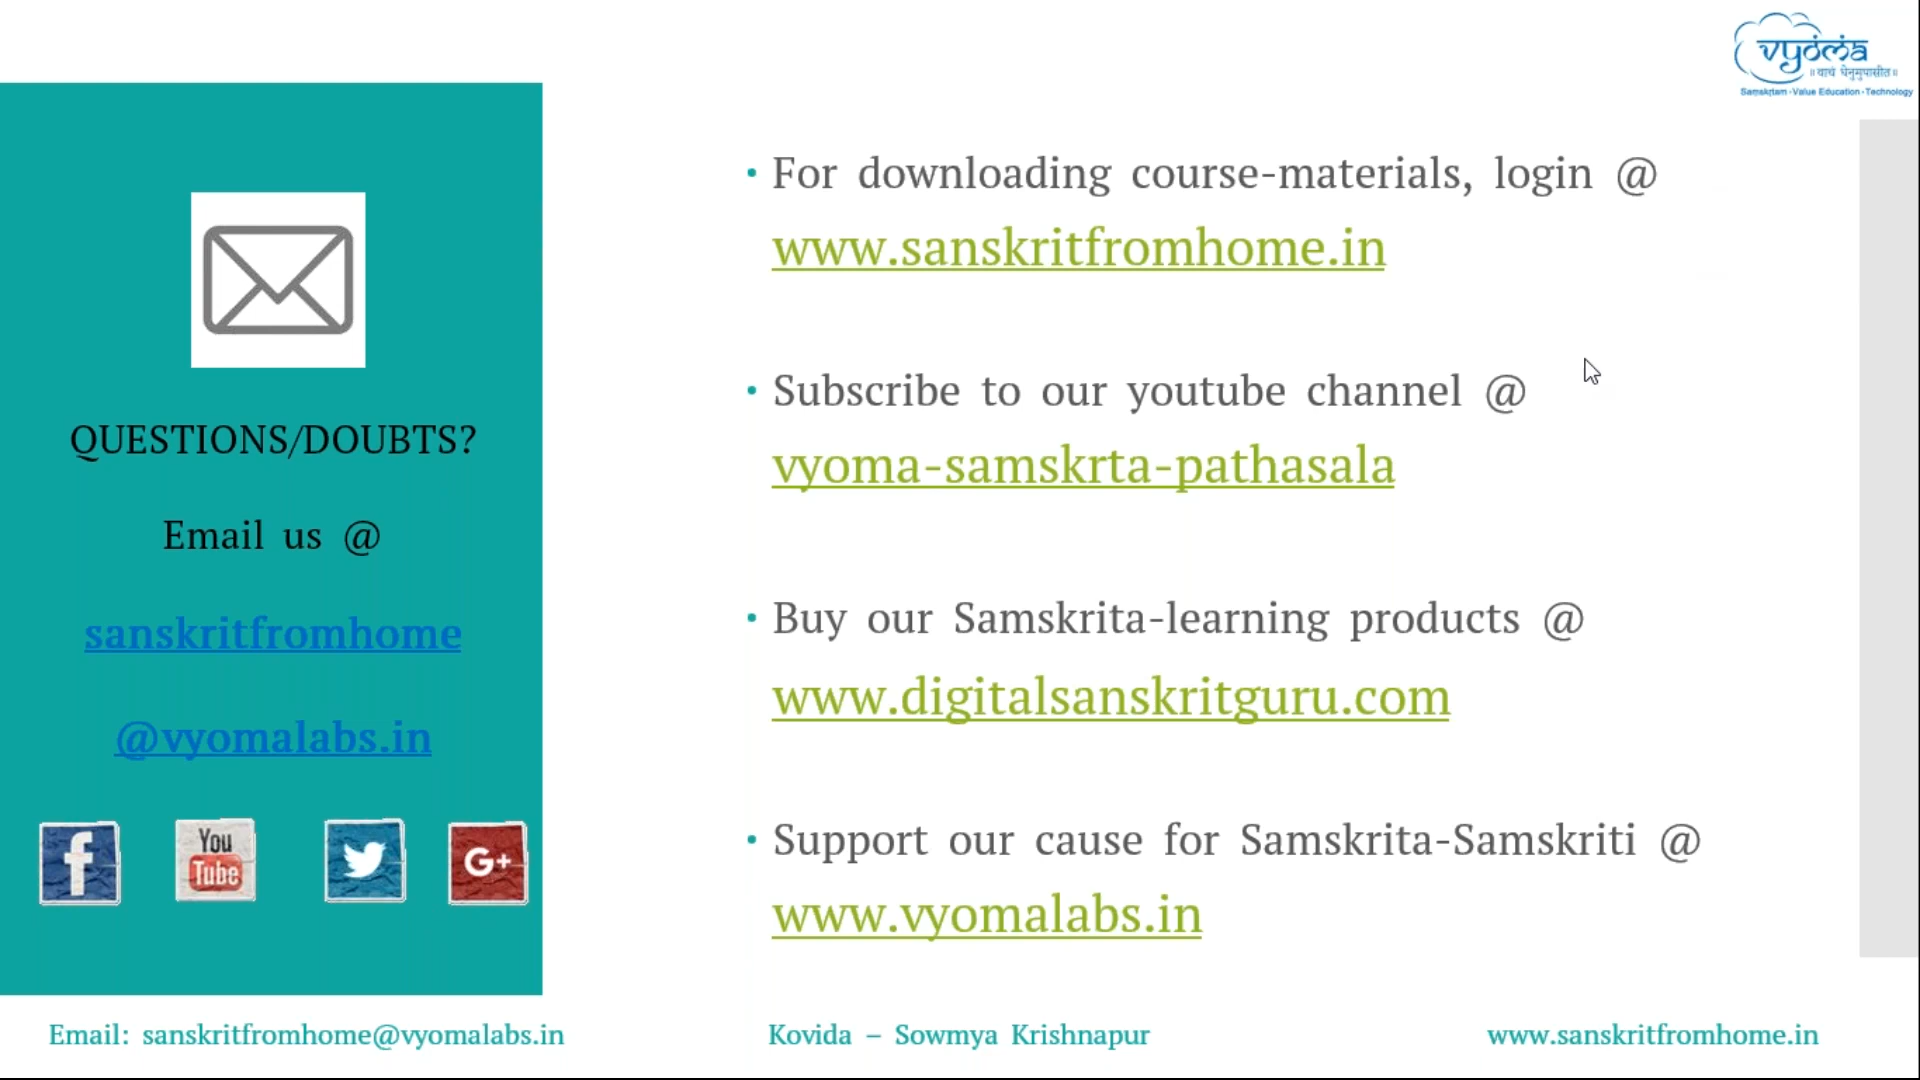 vyoma
॥ वाचं धेनुमुपासीत॥
Samskrtam - Value Education - Technology
QUESTIONS/DOUBTS?
Email us @
sanskritfromhome
@vyomalabs.in
You
Tube
f
G+
• For downloading course-materials, login @
www.sanskritfromhome.in
• Subscribe to our youtube channel @
vyoma-samskrta-pathasala
• Buy our Samskrita-learning products @
www.digitalsanskritguru.com
• Support our cause for Samskrita-Samskriti @
www.vyomalabs.in
Email: sanskritfromhome@vyomalabs.in
Kovida – Sowmya Krishnapur
www.sanskritfromhome.in